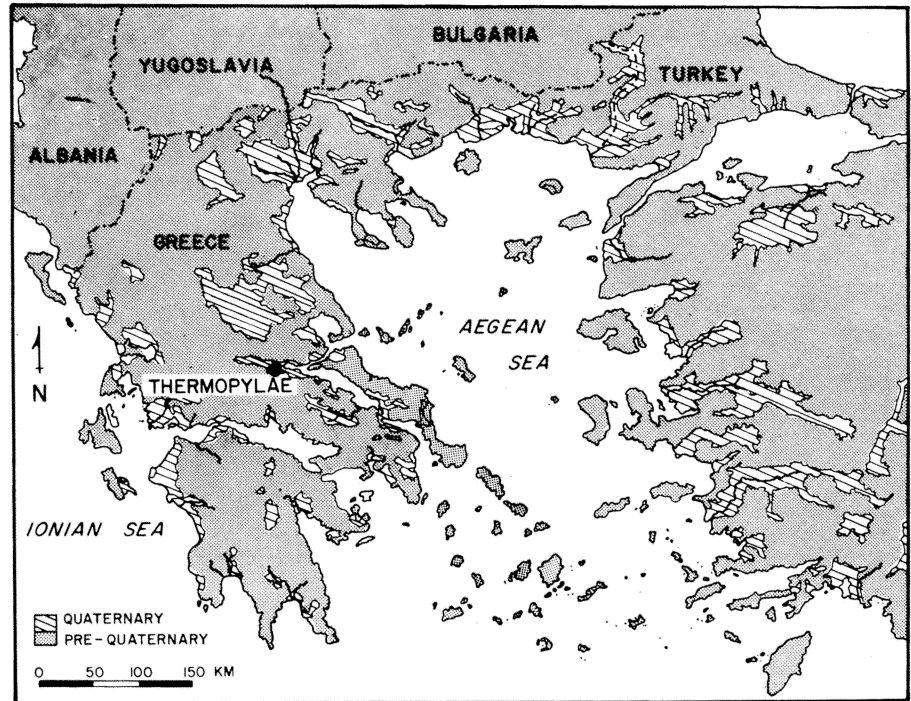 BULGARIA
YUGOSLAVIA
TURKEY
ALBANIA
GREECE
AEGEAN
SEA
N
THERMOPYLAE
IONIAN SEA
QUATERNARY
PRE-QUATERNARY
0 50 100 150 KM